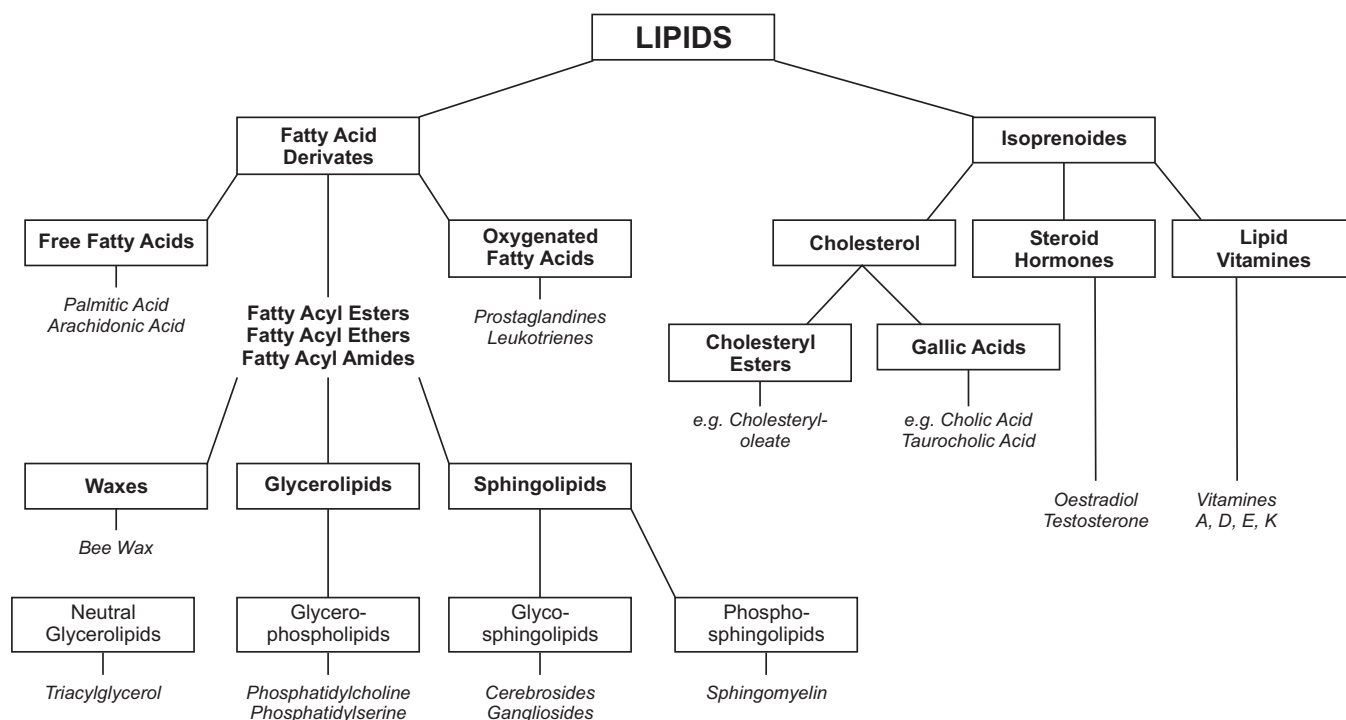 LIPIDS
Fatty Acid
Derivates
Isoprenoides
Free Fatty Acids
Oxygenated
Fatty Acids
Cholesterol
Steroid
Hormones
Lipid
Vitamines
Palmitic Acid
Arachidonic Acid
Fatty Acyl Esters
Fatty Acyl Ethers
Fatty Acyl Amides
Prostaglandines
Leukotrienes
Cholesteryl
Esters
Gallic Acids
e.g. Cholesteryl-
oleate
e.g. Cholic Acid
Taurocholic Acid
Waxes
Glycerolipids
Sphingolipids
Oestradiol
Testosterone
Vitamines
A, D, E, K
Bee Wax
Neutral
Glycerolipids
Glycero-
phospholipids
Glyco-
sphingolipids
Phospho-
sphingolipids
Triacylglycerol
Phosphatidylcholine
Phosphatidylserine
Cerebrosides
Gangliosides
Sphingomyelin